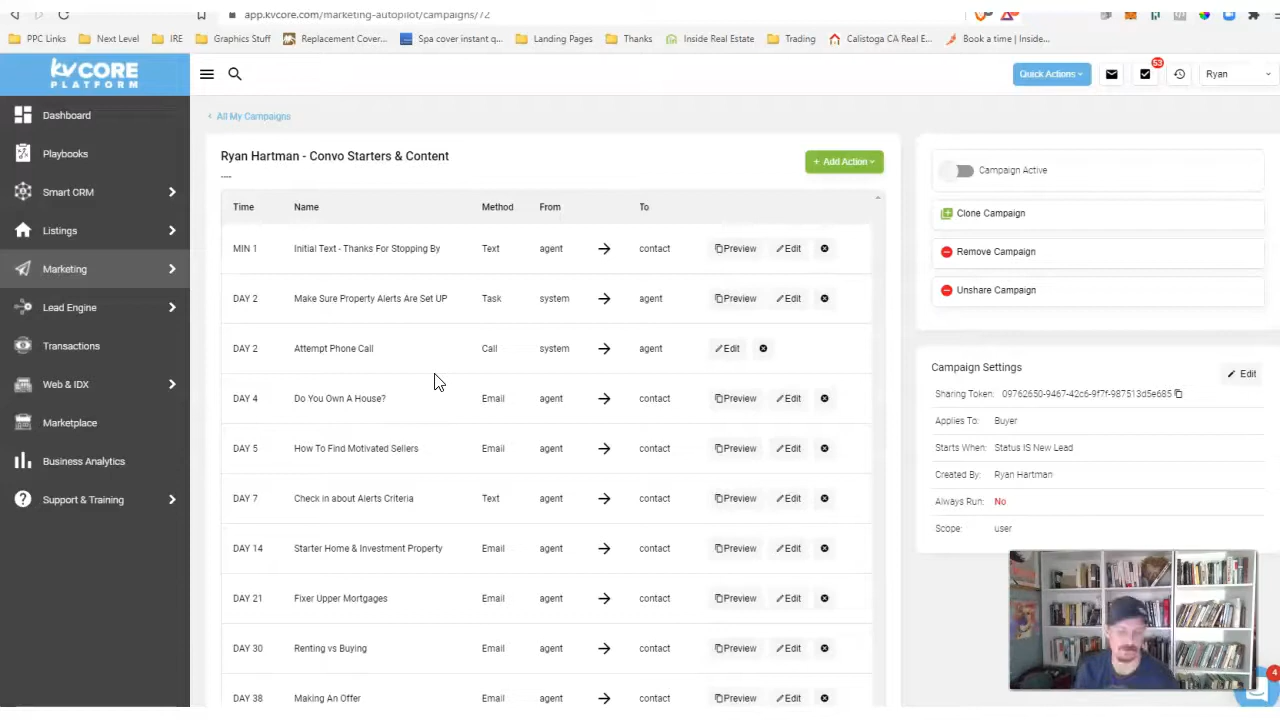 app.kvcore.com/marketing-autopilot/campaigns/72
PPC Links
Next Level
IRE
Graphics Stuff
Replacement Cover...
Spa cover instant q...
Landing Pages
Thanks
Inside Real Estate
Trading
Calistoga CA Real E...
Book a time | Inside...
kvCORE
PLATFORM
Quick Actions
53
Ryan
Dashboard
Playbooks
Smart CRM
Listings
Marketing
Lead Engine
Transactions
Web & IDX
Marketplace
Business Analytics
Support & Training
All My Campaigns
Ryan Hartman - Convo Starters & Content
----
+ Add Action
Time Name Method From To
MIN 1 Initial Text - Thanks For Stopping By Text agent contact Preview Edit
DAY 2 Make Sure Property Alerts Are Set UP Task system agent Preview Edit
DAY 2 Attempt Phone Call Call system agent Edit
DAY 4 Do You Own A House? Email agent contact Preview Edit
DAY 5 How To Find Motivated Sellers Email agent contact Preview Edit
DAY 7 Check in about Alerts Criteria Text agent contact Preview Edit
DAY 14 Starter Home & Investment Property Email agent contact Preview Edit
DAY 21 Fixer Upper Mortgages Email agent contact Preview Edit
DAY 30 Renting vs Buying Email agent contact Preview Edit
DAY 38 Making An Offer Email agent contact Preview Edit
Campaign Active
Clone Campaign
Remove Campaign
Unshare Campaign
Campaign Settings
Edit
Sharing Token: 09762650-9467-42c6-9f7f-987513d5e685
Applies To: Buyer
Starts When: Status IS New Lead
Created By: Ryan Hartman
Always Run: No
Scope: user
4